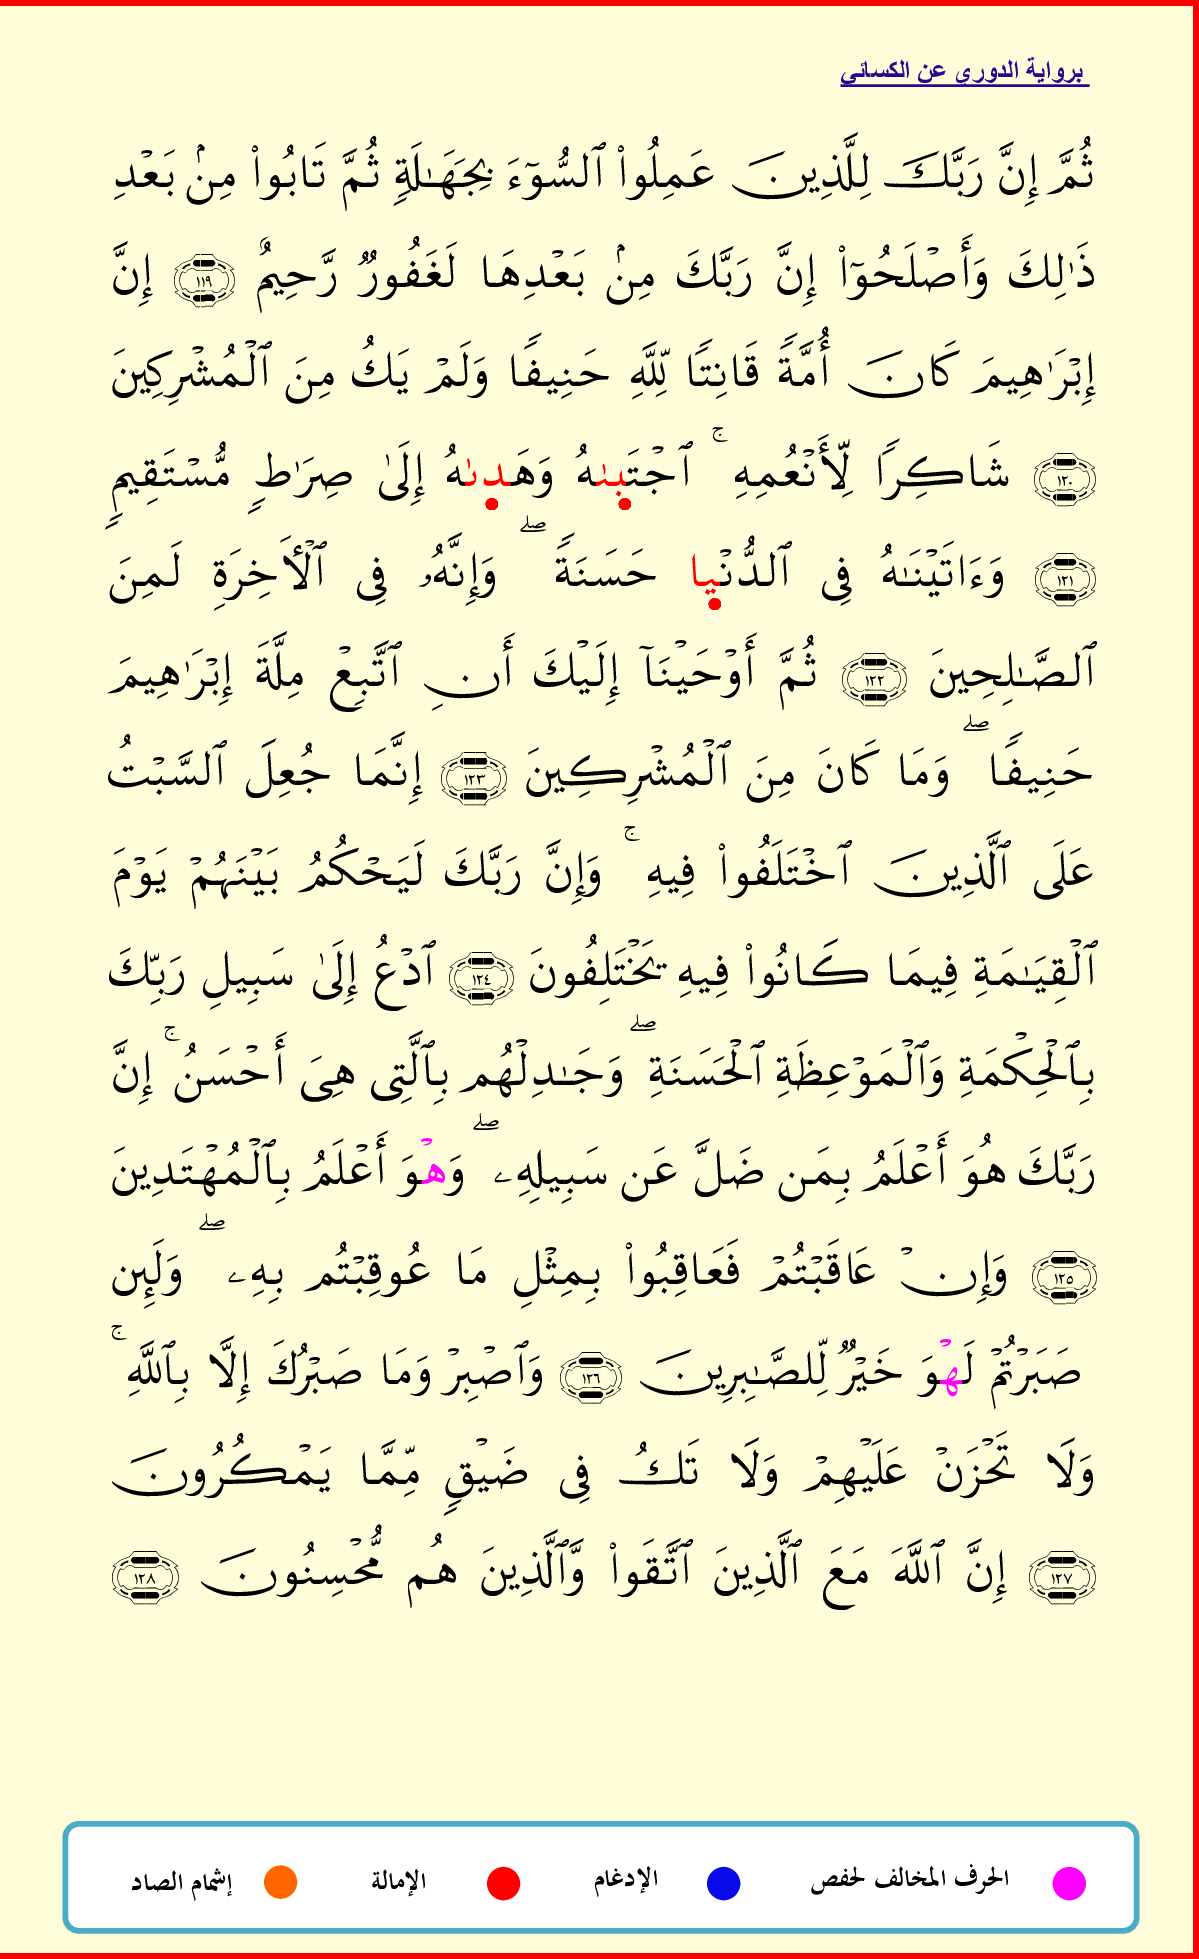 برواية الدوري عن الكسائي
ثُمَّ إِنَّ رَبَّكَ لِلَّذِينَ عَمِلُوا۟ ٱلسُّوٓءَ بِجَهَـٰلَةٍۢ ثُمَّ تَابُوا۟ مِنۢ بَعْدِ
ذَٰلِكَ وَأَصْلَحُوٓا۟ إِنَّ رَبَّكَ مِنۢ بَعْدِهَا لَغَفُورٌۭ رَّحِيمٌ ١١٩ إِنَّ
إِبْرَٰهِيمَ كَانَ أُمَّةًۭ قَانِتًۭا لِّلَّهِ حَنِيفًۭا وَلَمْ يَكُ مِنَ ٱلْمُشْرِكِينَ
١٢٠ شَاكِرًۭا لِّأَنْعُمِهِ ۚ ٱجْتَبىٰهُ وَهَدىٰهُ إِلَىٰ صِرَٰطٍۢ مُّسْتَقِيمٍۢ
١٢١ وَءَاتَيْنَـٰهُ فِى ٱلدُّنْيا حَسَنَةًۭ ۖ وَإِنَّهُۥ فِى ٱلْأَخِرَةِ لَمِنَ
ٱلصَّـٰلِحِينَ ١٢٢ ثُمَّ أَوْحَيْنَآ إِلَيْكَ أَنِ ٱتَّبِعْ مِلَّةَ إِبْرَٰهِيمَ
حَنِيفًۭا ۖ وَمَا كَانَ مِنَ ٱلْمُشْرِكِينَ ١٢٣ إِنَّمَا جُعِلَ ٱلسَّبْتُ
عَلَى ٱلَّذِينَ ٱخْتَلَفُوا۟ فِيهِ ۚ وَإِنَّ رَبَّكَ لَيَحْكُمُ بَيْنَهُمْ يَوْمَ
ٱلْقِيَـٰمَةِ فِيمَا كَانُوا۟ فِيهِ يَخْتَلِفُونَ ١٢٤ ٱدْعُ إِلَىٰ سَبِيلِ رَبِّكَ
بِٱلْحِكْمَةِ وَٱلْمَوْعِظَةِ ٱلْحَسَنَةِ ۖ وَجَـٰدِلْهُم بِٱلَّتِى هِىَ أَحْسَنُ ۚ إِنَّ
رَبَّكَ هُوَ أَعْلَمُ بِمَن ضَلَّ عَن سَبِيلِهِۦ ۖ وَهْوَ أَعْلَمُ بِٱلْمُهْتَدِينَ
١٢٥ وَإِنْ عَاقَبْتُمْ فَعَاقِبُوا۟ بِمِثْلِ مَا عُوقِبْتُم بِهِۦ ۖ وَلَئِن
صَبَرْتُمْ لَهْوَ خَيْرٌۭ لِّلصَّـٰبِرِينَ ١٢٦ وَٱصْبِرْ وَمَا صَبْرُكَ إِلَّا بِٱللَّهِ ۚ
وَلَا تَحْزَنْ عَلَيْهِمْ وَلَا تَكُ فِى ضَيْقٍۢ مِّمَّا يَمْكُرُونَ
١٢٧ إِنَّ ٱللَّهَ مَعَ ٱلَّذِينَ ٱتَّقَوا۟ وَّٱلَّذِينَ هُم مُّحْسِنُونَ ١٢٨
الحرف المخالف لحفص الإدغام الإمالة إشمام الصاد